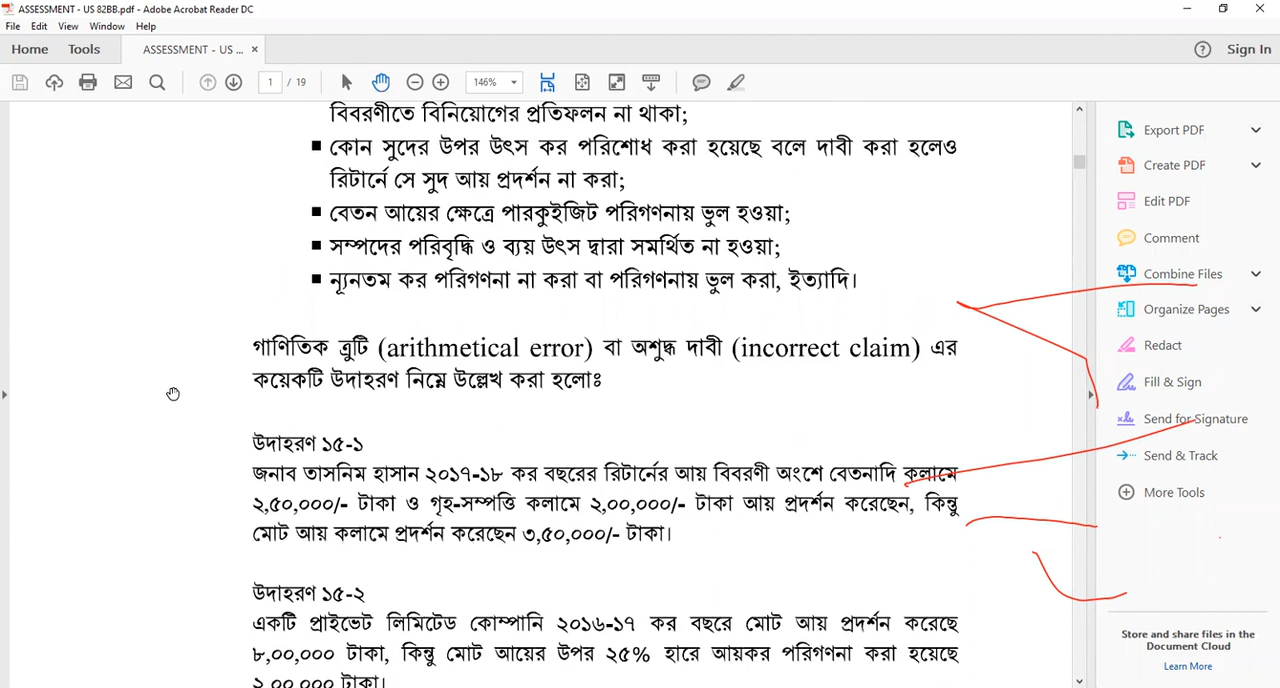 ASSESSMENT - US 82BB.pdf - Adobe Acrobat Reader DC
File Edit View Window Help
Home Tools ASSESSMENT - US ... × Sign In
1 / 19 146%
বিবরণীতে বিনিয়োগের প্রতিফলন না থাকা;
▪ কোন সুদের উপর উৎস কর পরিশোধ করা হয়েছে বলে দাবী করা হলেও
রিটার্নে সে সুদ আয় প্রদর্শন না করা;
▪ বেতন আয়ের ক্ষেত্রে পারকুইজিট পরিগণনায় ভুল হওয়া;
▪ সম্পদের পরিবৃদ্ধি ও ব্যয় উৎস দ্বারা সমর্থিত না হওয়া;
▪ ন্যূনতম কর পরিগণনা না করা বা পরিগণনায় ভুল করা, ইত্যাদি।
গাণিতিক ত্রুটি (arithmetical error) বা অশুদ্ধ দাবী (incorrect claim) এর
কয়েকটি উদাহরণ নিম্নে উল্লেখ করা হলোঃ
উদাহরণ ১৫-১
জনাব তাসনিম হাসান ২০১৭-১৮ কর বছরের রিটার্নের আয় বিবরণী অংশে বেতনাদি কলামে
২,৫০,০০০/- টাকা ও গৃহ-সম্পত্তি কলামে ২,০০,০০০/- টাকা আয় প্রদর্শন করেছেন, কিন্তু
মোট আয় কলামে প্রদর্শন করেছেন ৩,৫০,০০০/- টাকা।
উদাহরণ ১৫-২
একটি প্রাইভেট লিমিটেড কোম্পানি ২০১৬-১৭ কর বছরে মোট আয় প্রদর্শন করেছে
৮,০০,০০০ টাকা, কিন্তু মোট আয়ের উপর ২৫% হারে আয়কর পরিগণনা করা হয়েছে
২,০০,০০০ টাকা।
Export PDF
Create PDF
Edit PDF
Comment
Combine Files
Organize Pages
Redact
Fill & Sign
Send for Signature
Send & Track
More Tools
Store and share files in the
Document Cloud
Learn More